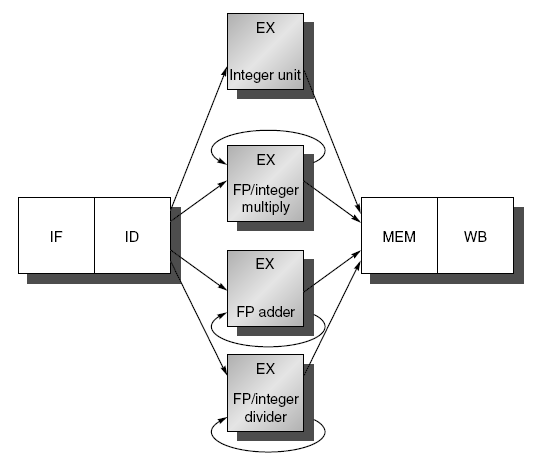 EX
Integer unit
EX
FP/integer
multiply
IF
ID
MEM
WB
EX
FP adder
EX
FP/integer
divider